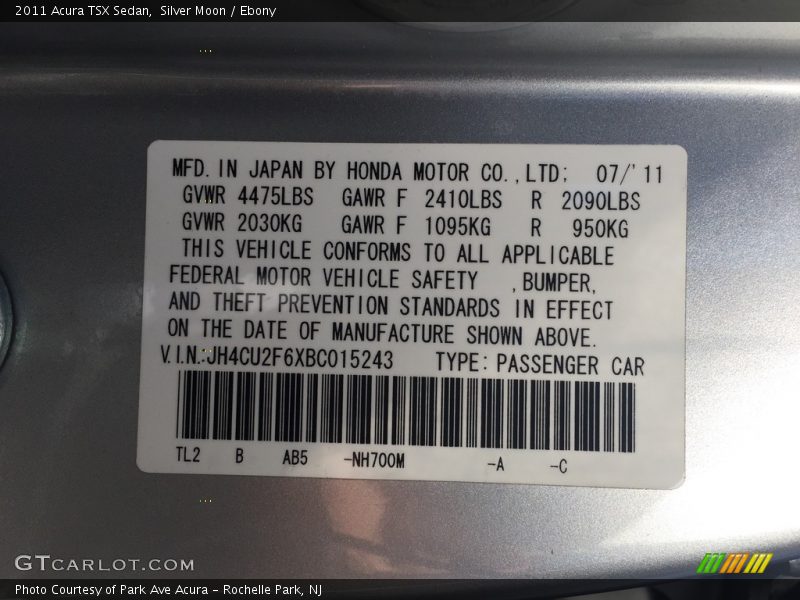 2011 Acura TSX Sedan,  Silver Moon / Ebony
MFD. IN JAPAN BY HONDA MOTOR CO.,LTD; 07/'11
GVWR 4475LBS GAWR F 2410LBS R 2090LBS
GVWR 2030KG GAWR F 1095KG R 950KG
THIS VEHICLE CONFORMS TO ALL APPLICABLE
FEDERAL MOTOR VEHICLE SAFETY ,BUMPER,
AND THEFT PREVENTION STANDARDS IN EFFECT
ON THE DATE OF MANUFACTURE SHOWN ABOVE.
V.I.N.:JH4CU2F6XBC015243 TYPE: PASSENGER CAR
TL2 B AB5 -NH700M -A -C
GTCARLOT.COM
Photo Courtesy of Park Ave Acura - Rochelle Park, NJ